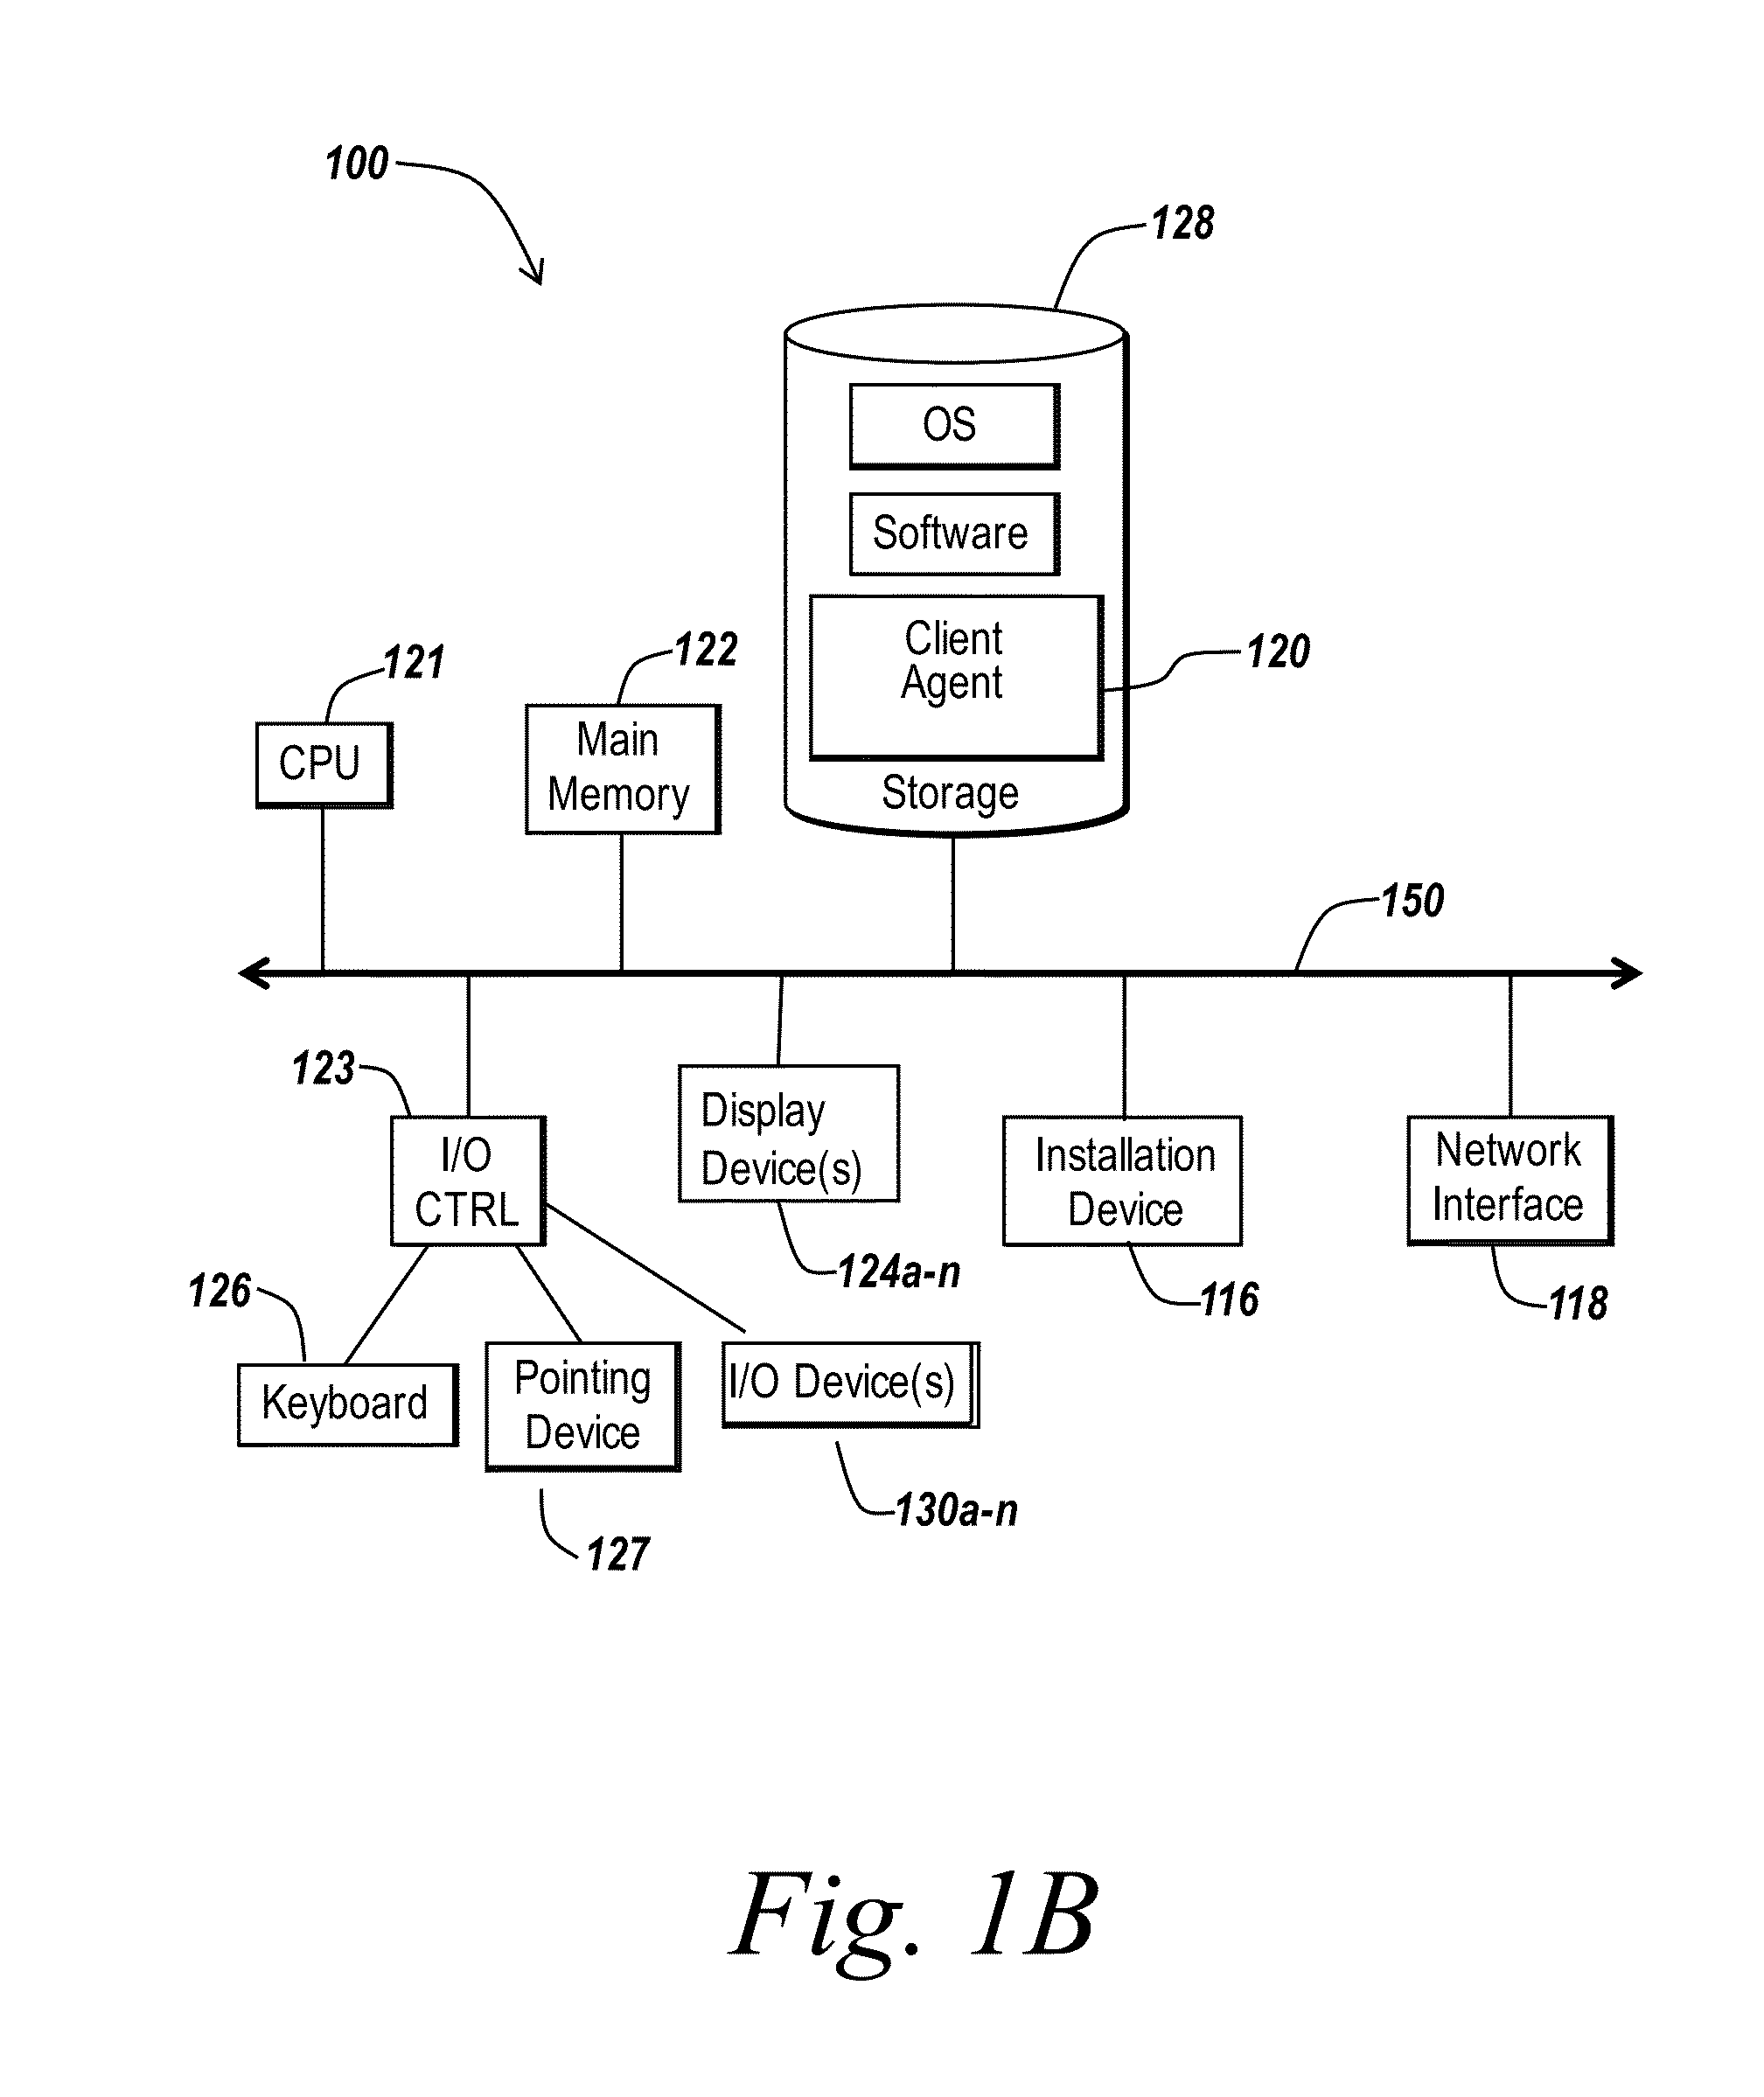 100
128
OS
Software
Client
Agent
120
Storage
121
CPU
122
Main
Memory
150
123
I/O
CTRL
Display
Device(s)
124a-n
Installation
Device
116
Network
Interface
118
126
Keyboard
Pointing
Device
127
I/O Device(s)
130a-n
Fig. 1B